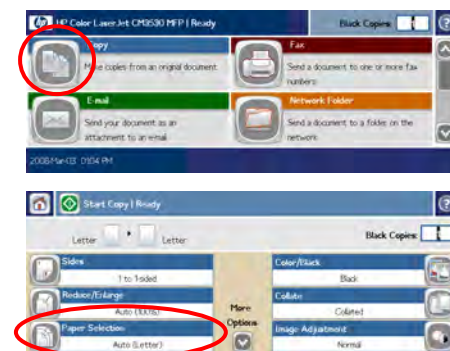 HP Color LaserJet CM3530 MFP | Ready
Black Copies
Copy
Make copies from an original document.
Fax
Send a document to one or more fax
numbers.
E-mail
Send your document as an
attachment to an e-mail.
Network Folder
Send a document to a folder on the
network.
2008-Mar-03 01:04 PM
Start Copy | Ready
Letter
Letter
Black Copies
Sides
1 to 1-sided
Color/Black
Black
Reduce/Enlarge
Auto (100%)
More
Options
Collate
Collated
Paper Selection
Auto (Letter)
Image Adjustment
Normal